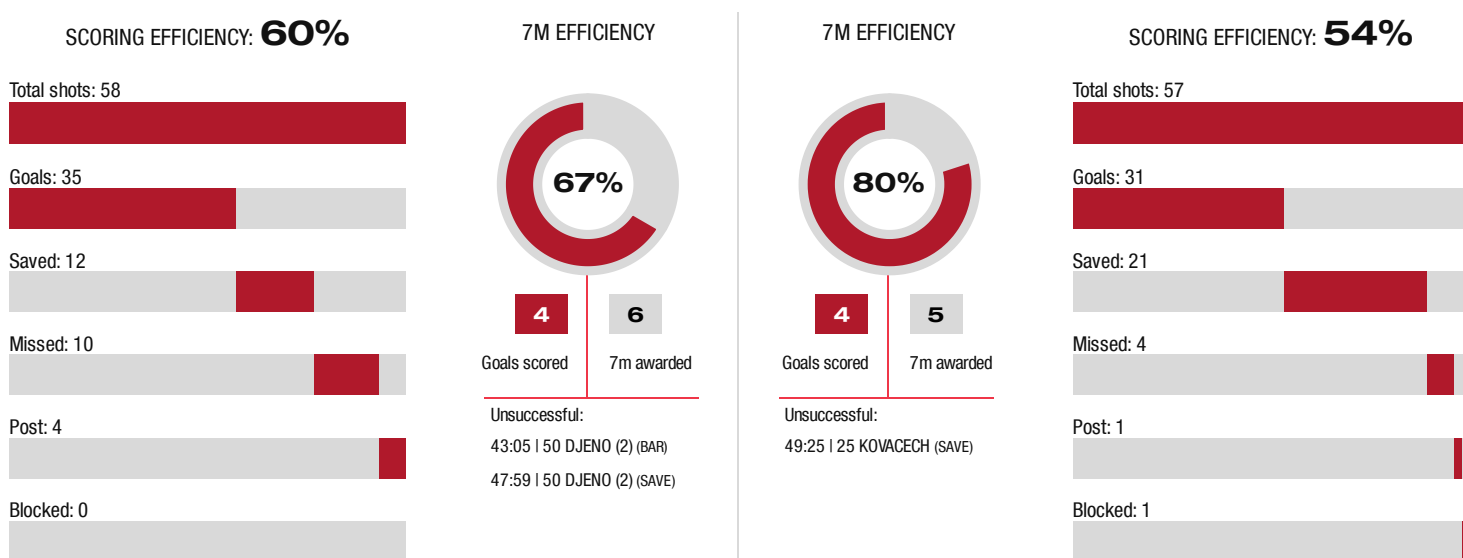 SCORING EFFICIENCY: 60%
Total shots: 58
Goals: 35
Saved: 12
Missed: 10
Post: 4
Blocked: 0
7M EFFICIENCY
67%
4 6
Goals scored 7m awarded
Unsuccessful:
43:05 | 50 DJENO (2) (BAR)
47:59 | 50 DJENO (2) (SAVE)
7M EFFICIENCY
80%
4 5
Goals scored 7m awarded
Unsuccessful:
49:25 | 25 KOVACECH (SAVE)
SCORING EFFICIENCY: 54%
Total shots: 57
Goals: 31
Saved: 21
Missed: 4
Post: 1
Blocked: 1